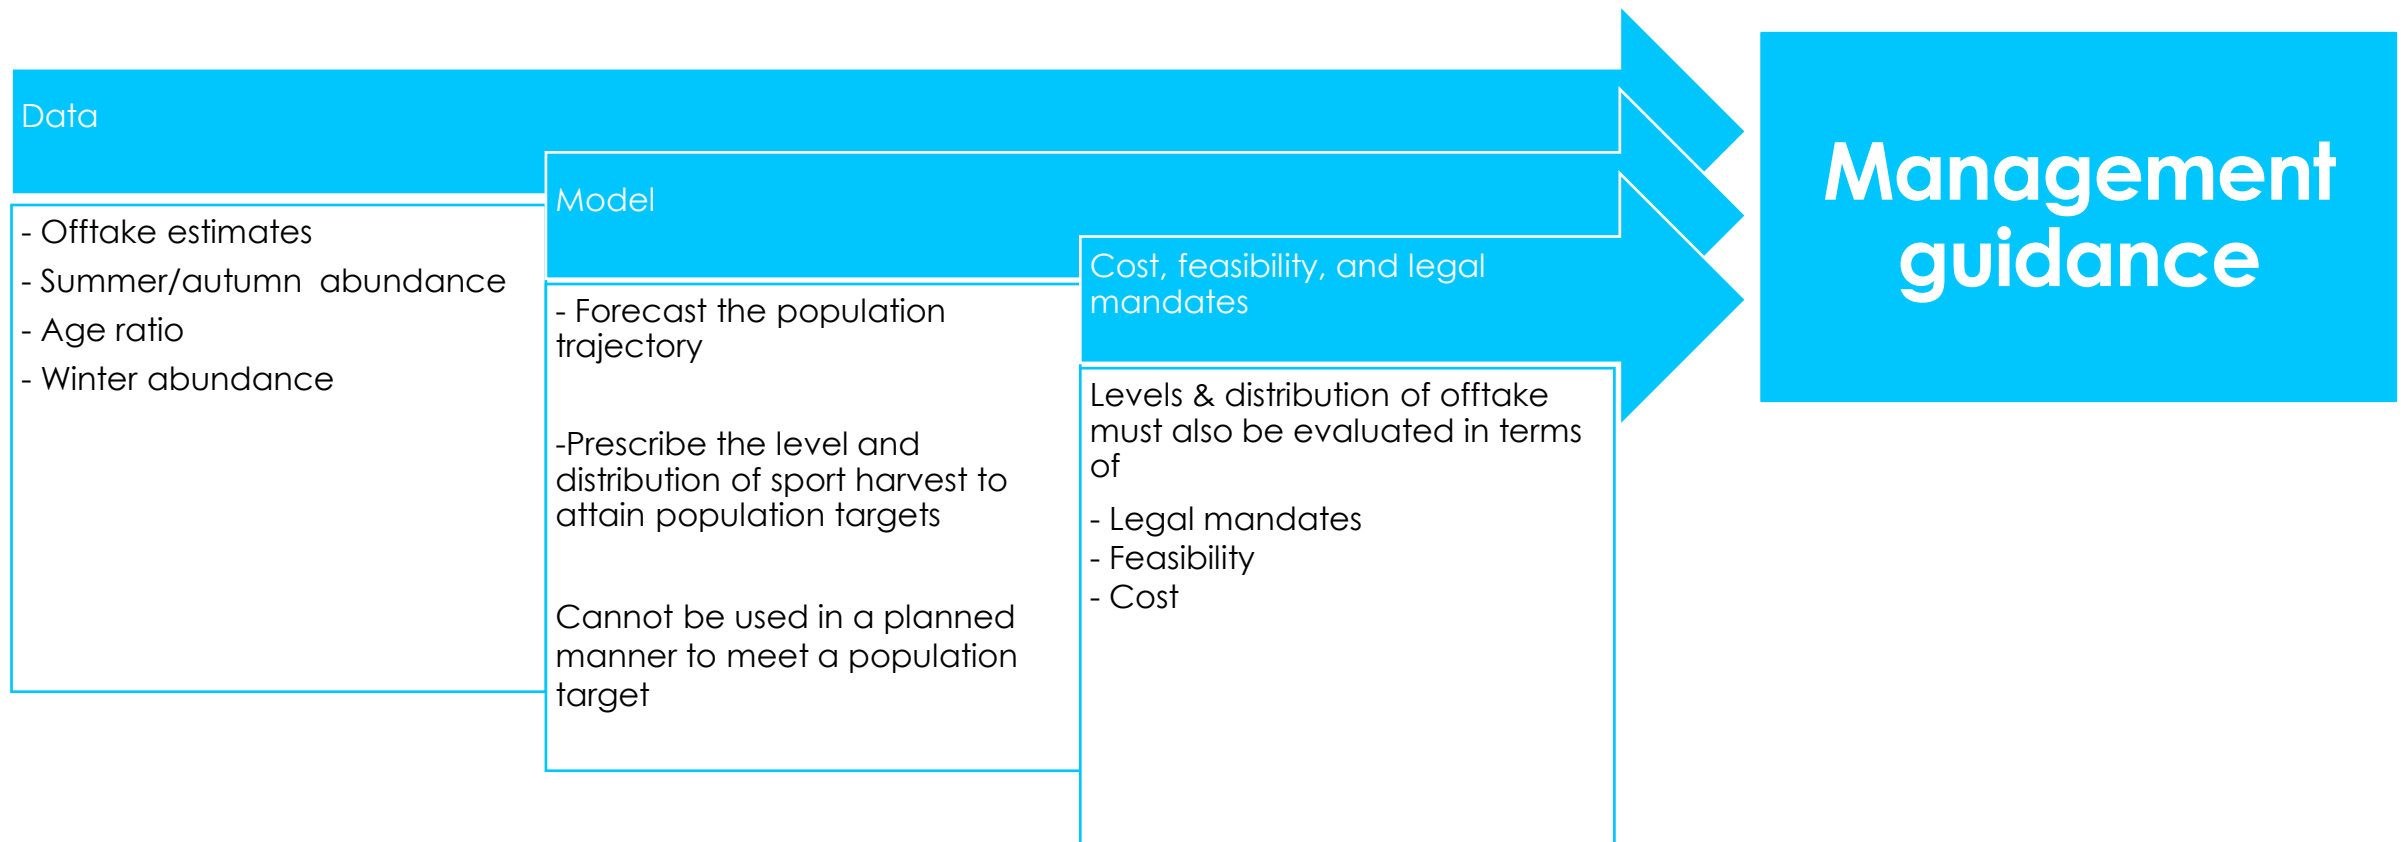 Data
- Offtake estimates
- Summer/autumn  abundance
- Age ratio
- Winter abundance
Model
- Forecast the population
trajectory
-Prescribe the level and
distribution of sport harvest to
attain population targets
Cannot be used in a planned
manner to meet a population
target
Cost, feasibility, and legal
mandates
Levels & distribution of offtake
must also be evaluated in terms
of
- Legal mandates
- Feasibility
- Cost
Management
guidance